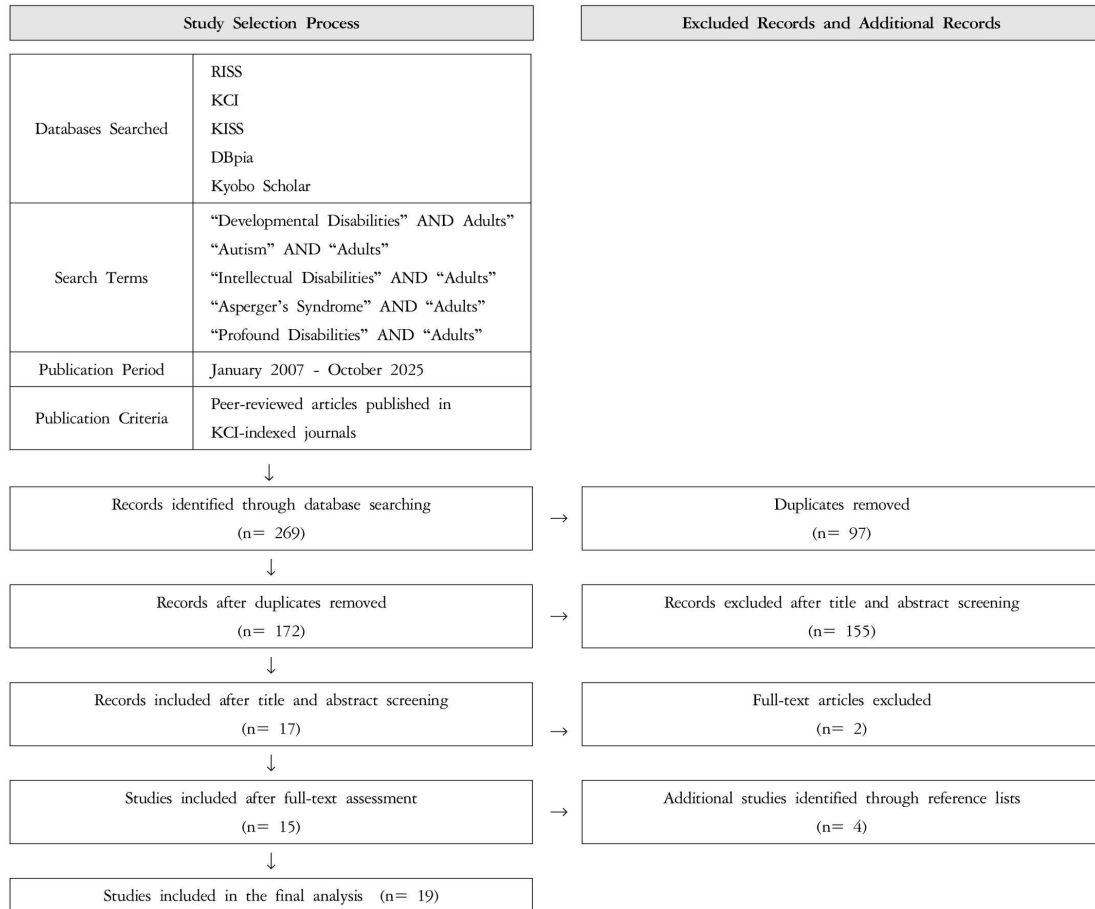 Study Selection Process
Excluded Records and Additional Records
Databases Searched
RISS
KCI
KISS
DBpia
Kyobo Scholar
Search Terms
“Developmental Disabilities” AND Adults”
“Autism” AND “Adults”
“Intellectual Disabilities” AND “Adults”
“Asperger’s Syndrome” AND “Adults”
“Profound Disabilities” AND “Adults”
Publication Period
January 2007 - October 2025
Publication Criteria
Peer-reviewed articles published in
KCI-indexed journals
↓
Records identified through database searching
(n= 269)
→
Duplicates removed
(n= 97)
↓
Records after duplicates removed
(n= 172)
→
Records excluded after title and abstract screening
(n= 155)
↓
Records included after title and abstract screening
(n= 17)
→
Full-text articles excluded
(n= 2)
↓
Studies included after full-text assessment
(n= 15)
→
Additional studies identified through reference lists
(n= 4)
↓
Studies included in the final analysis (n= 19)